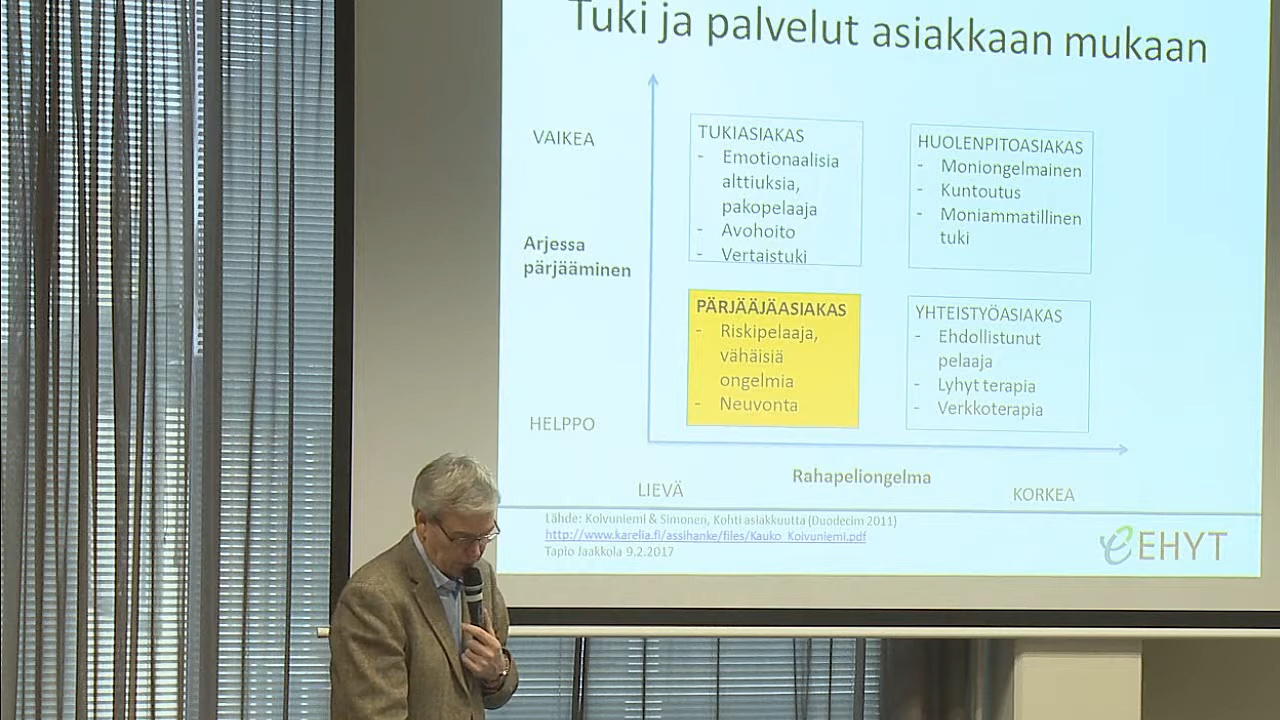 Tuki ja palvelut asiakkaan mukaan
VAIKEA
Arjessa
pärjääminen
HELPPO
TUKIASIAKAS
- Emotionaalisia
alttiuksia,
pakopelaaja
- Avohoito
- Vertaistuki
HUOLENPITOASIAKAS
- Moniongelmainen
- Kuntoutus
- Moniammatillinen
tuki
PÄRJÄÄJÄASIAKAS
- Riskipelaaja,
vähäisiä
ongelmia
- Neuvonta
YHTEISTYÖASIAKAS
- Ehdollistunut
pelaaja
- Lyhyt terapia
- Verkkoterapia
LIEVÄ
Rahapeliongelma
KORKEA
Lähde: Koivuniemi & Simonen, Kohti asiakkuutta (Duodecim 2011)
http://www.karelia.fi/assihanke/files/Kauko_Koivuniemi.pdf
Tapio Jaakkola 9.2.2017
EHYT